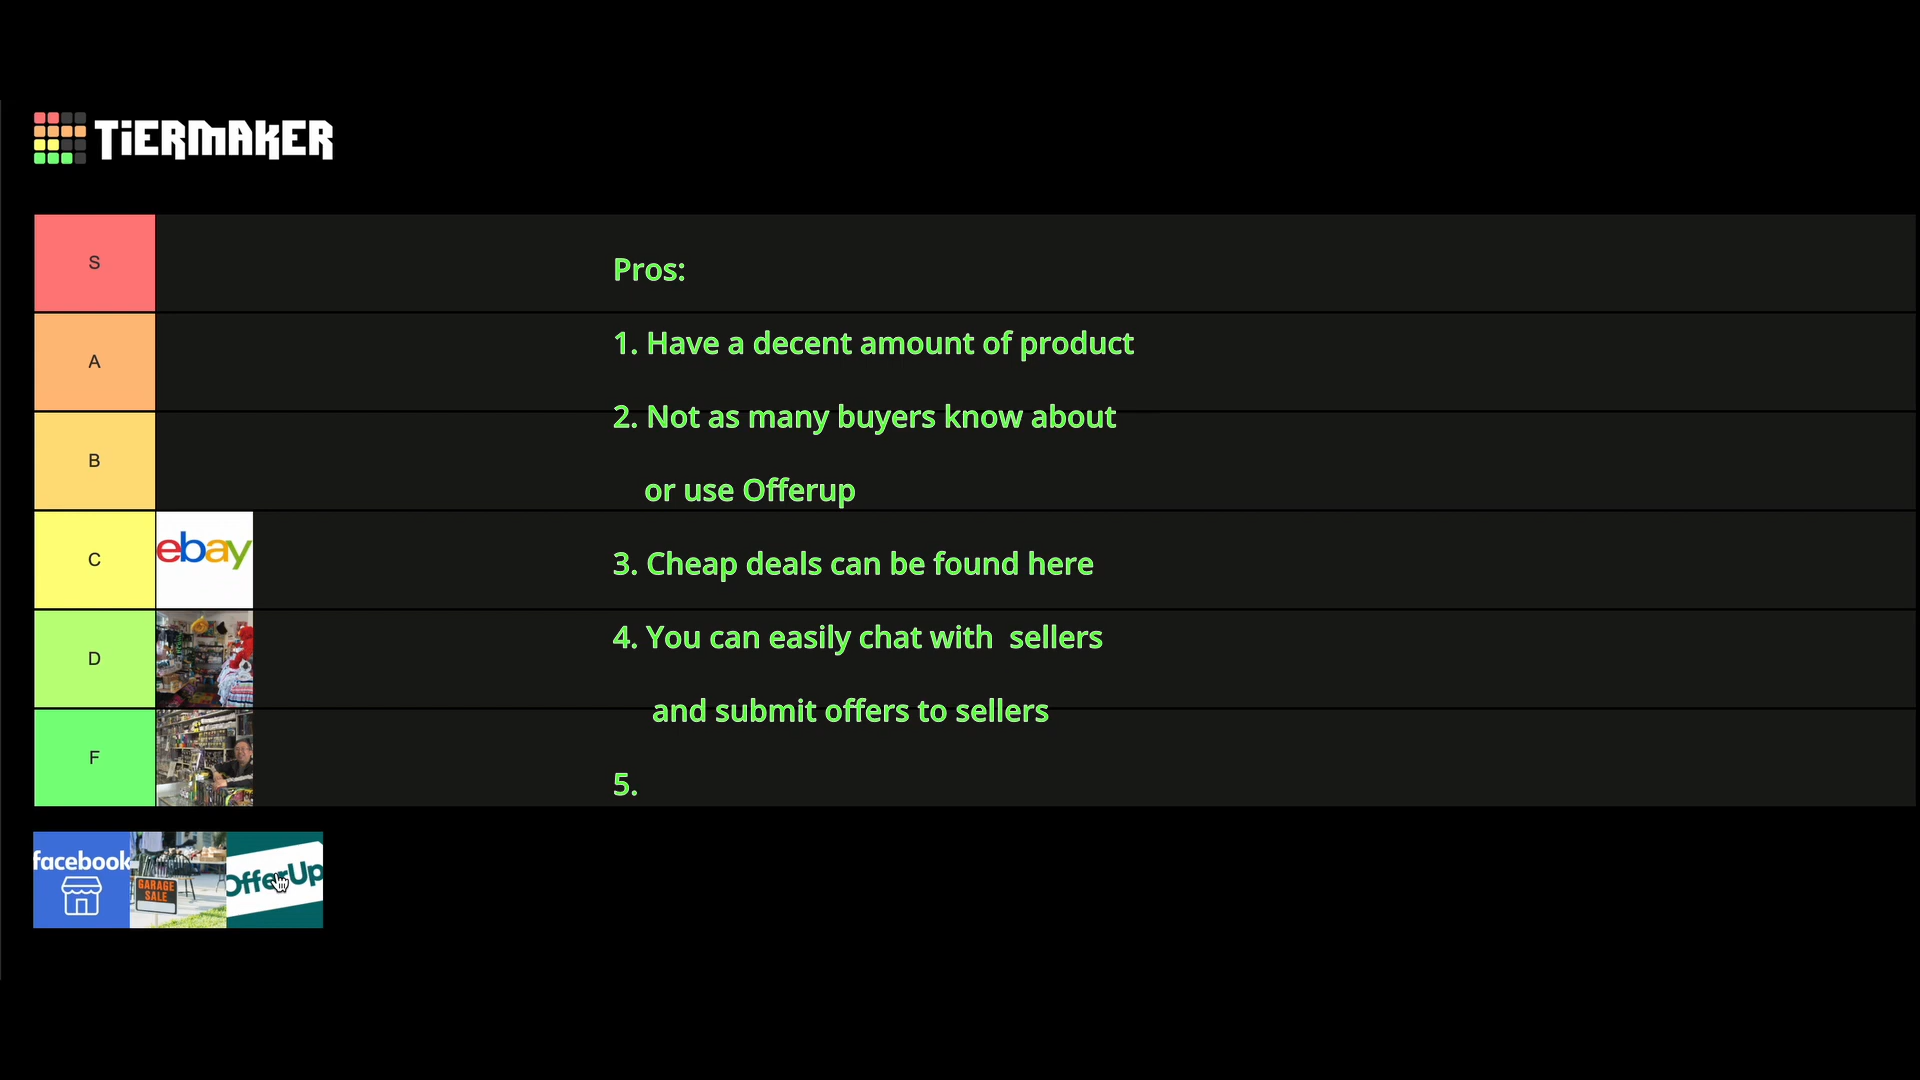 TiERMAKER
S
Pros:
A
1. Have a decent amount of product
2. Not as many buyers know about
B
or use Offerup
C
ebay
3. Cheap deals can be found here
D
4. You can easily chat with  sellers
and submit offers to sellers
F
5.
facebook
GARAGE
SALE
OfferUp